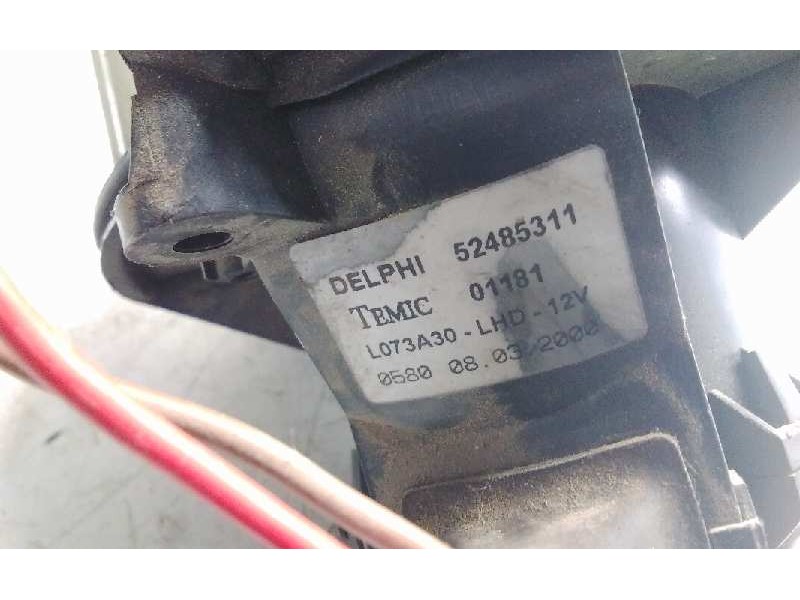 DELPHI 52485311
TEMIC 01181
L073A30 - LHD - 12V
0580 08.03/2000